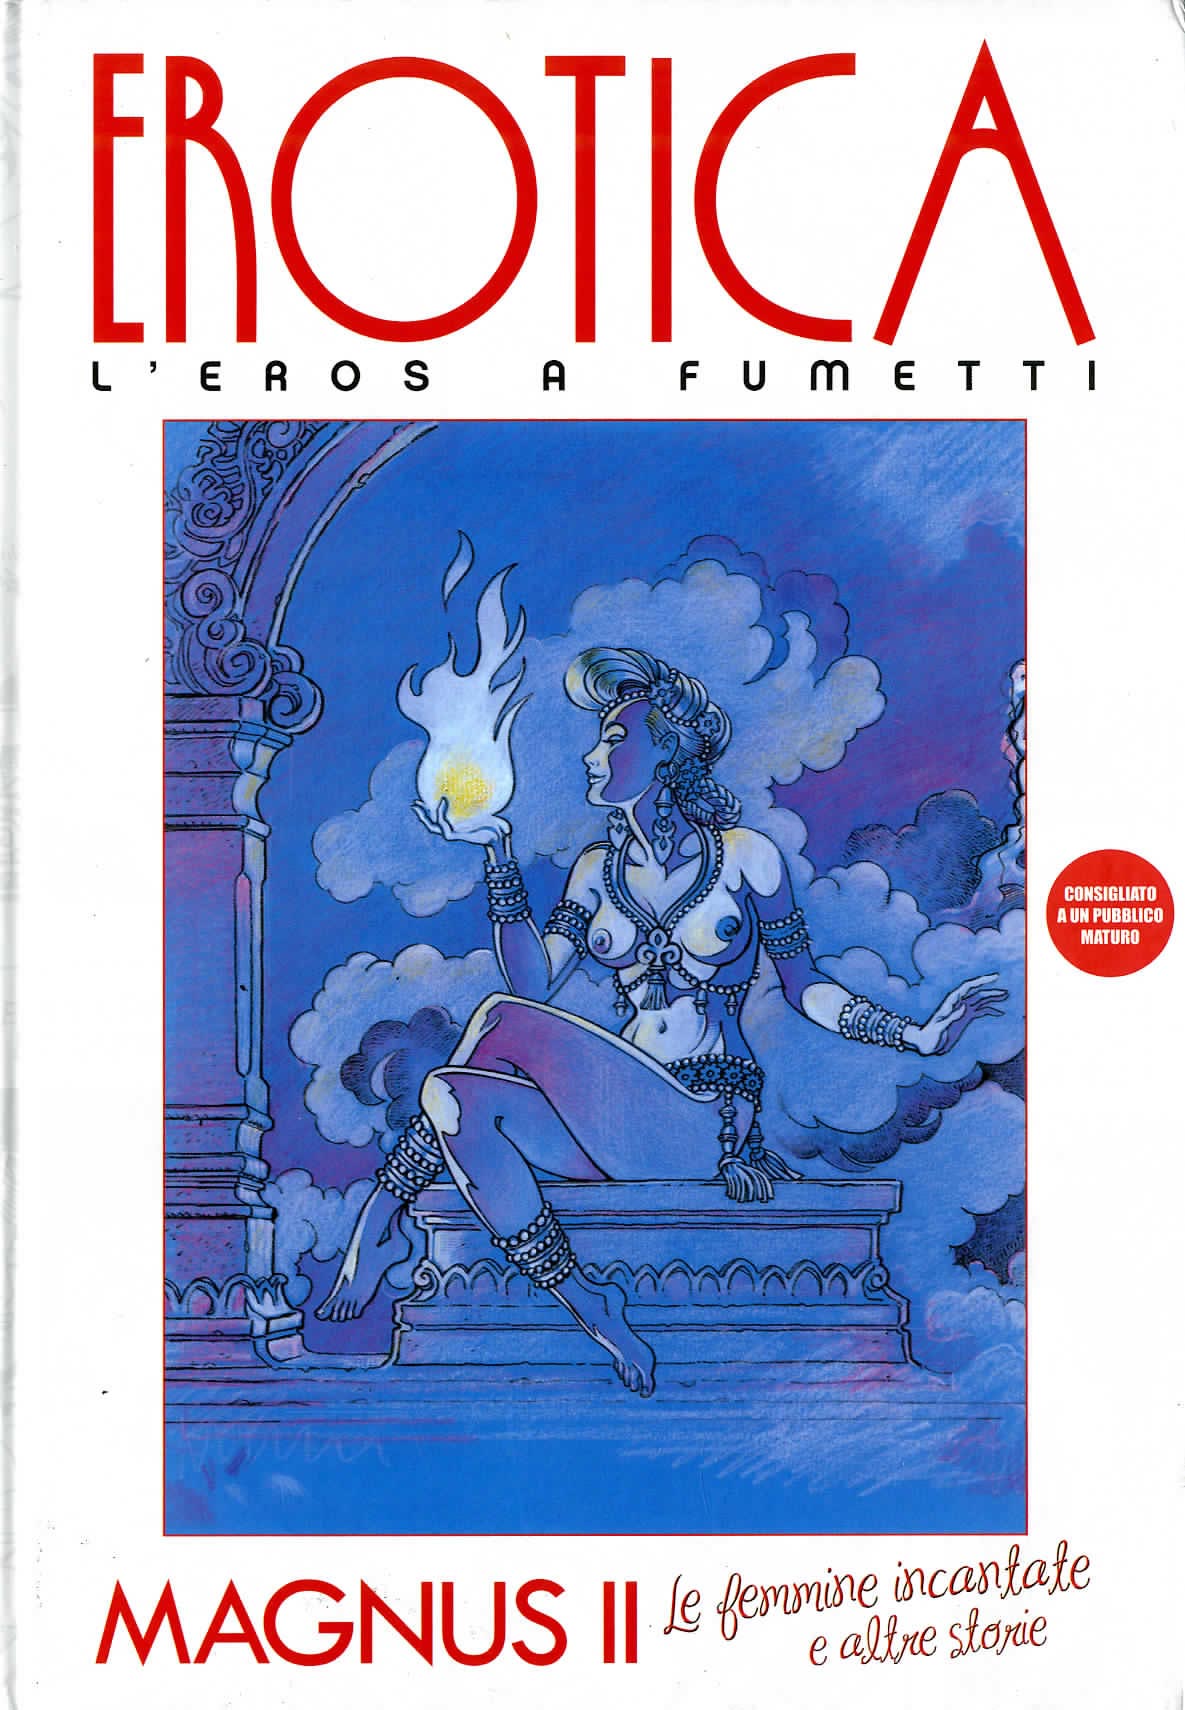 EROTICA
L'EROS A FUMETTI
CONSIGLIATO
A UN PUBBLICO
MATURO
MAGNUS II
Le femmine incantate
e altre storie